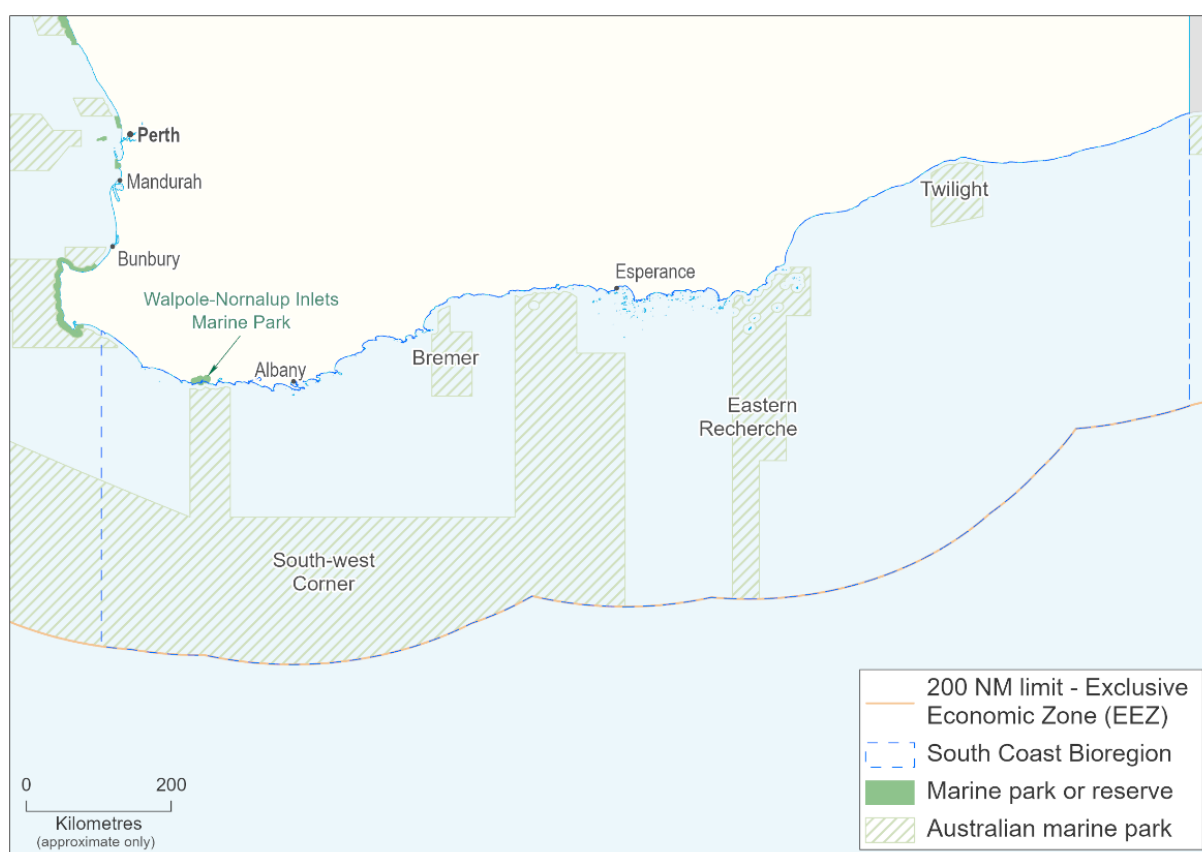 Perth
Mandurah
Bunbury
Walpole-Nornalup Inlets
Marine Park
Albany
Bremer
Esperance
Twilight
Eastern
Recherche
South-west
Corner
200 NM limit - Exclusive
Economic Zone (EEZ)
South Coast Bioregion
Marine park or reserve
Australian marine park
0 200
Kilometres
(approximate only)